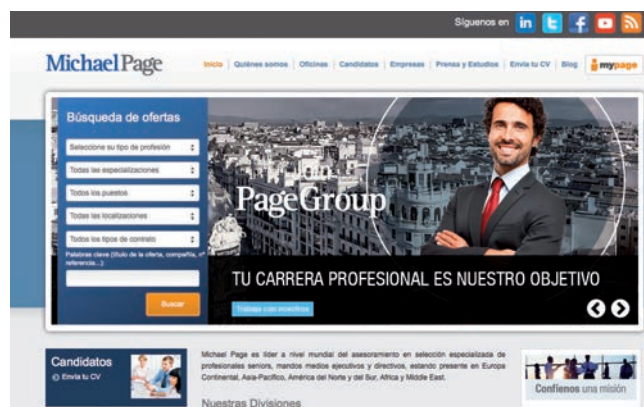 Síguenos en
Michael Page
Inicio | Quiénes somos | Oficinas | Candidatos | Empresas | Prensa y Estudios | Envía tu CV | Blog
mypage
Búsqueda de ofertas
Seleccione su tipo de profesión
Todas las especializaciones
Todos los puestos
Todas las localizaciones
Todos los tipos de contrato
Palabras clave (título de la oferta, compañía, nº
referencia...):
Buscar
PageGroup
TU CARRERA PROFESIONAL ES NUESTRO OBJETIVO
Trabaja con nosotros
Candidatos
Envía tu CV
Michael Page es líder a nivel mundial del asesoramiento en selección especializada de
profesionales seniors, mandos medios ejecutivos y directivos, estando presente en Europa
Continental, Asia-Pacífico, América del Norte y del Sur, Africa y Middle East.
Nuestras Divisiones
Confíenos una misión